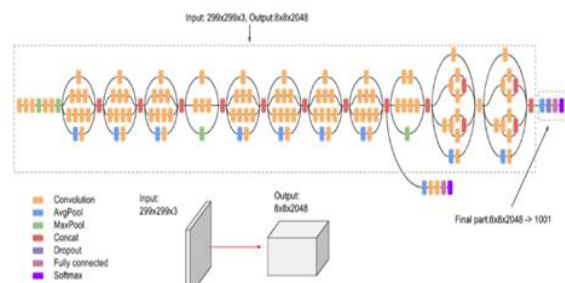 Input: 299x299x3, Output:8x8x2048
Convolution
AvgPool
MaxPool
Concat
Dropout
Fully connected
Softmax
Input:
299x299x3
Output:
8x8x2048
Final part:8x8x2048 -> 1001